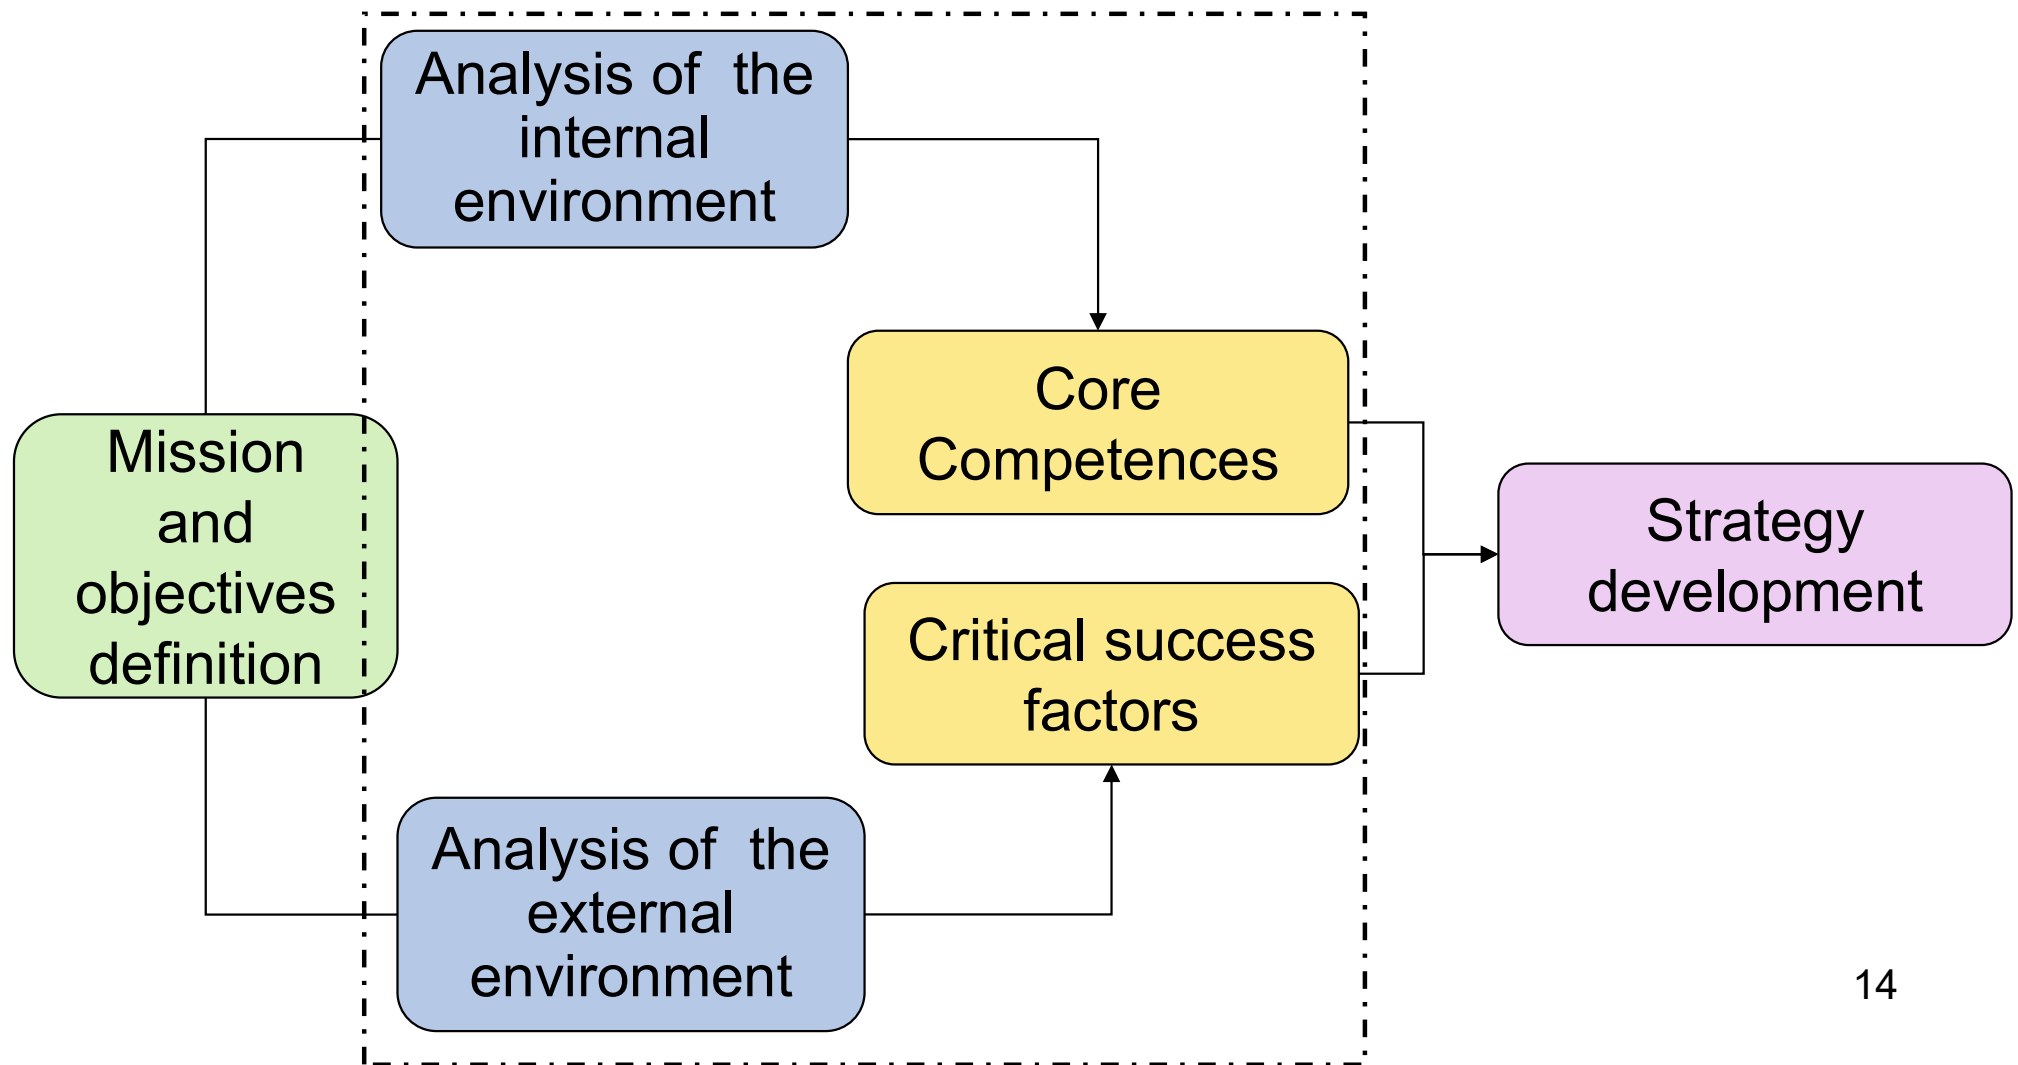 Analysis of  the
internal
environment
Mission
and
objectives
definition
Core
Competences
Critical success
factors
Strategy
development
Analysis of  the
external
environment
14